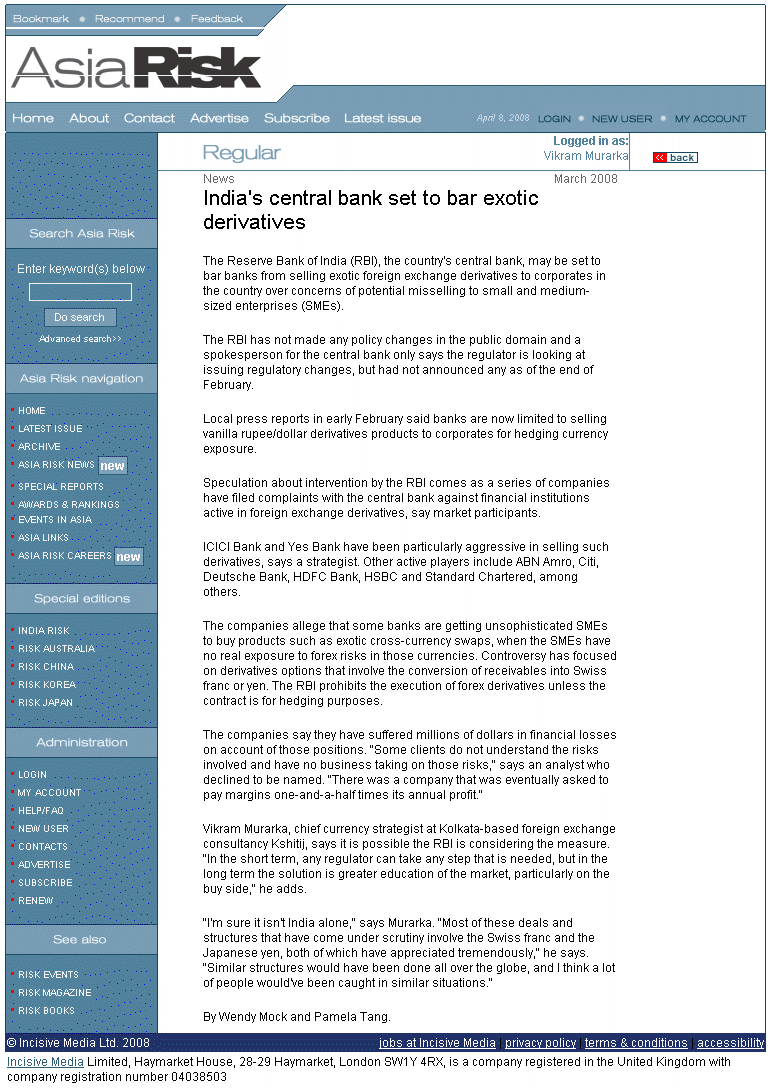 Bookmark Recommend Feedback
AsiaRisk
Home About Contact Advertise Subscribe Latest issue April 8, 2008 LOGIN NEW USER MY ACCOUNT
Regular
Logged in as:
Vikram Murarka
<< back
Search Asia Risk
Enter keyword(s) below
Do search
Advanced search>>
Asia Risk navigation
HOME
LATEST ISSUE
ARCHIVE
ASIA RISK NEWS new
SPECIAL REPORTS
AWARDS & RANKINGS
EVENTS IN ASIA
ASIA LINKS
ASIA RISK CAREERS new
Special editions
INDIA RISK
RISK AUSTRALIA
RISK CHINA
RISK KOREA
RISK JAPAN
Administration
LOGIN
MY ACCOUNT
HELP/FAQ
NEW USER
CONTACTS
ADVERTISE
SUBSCRIBE
RENEW
See also
RISK EVENTS
RISK MAGAZINE
RISK BOOKS
News March 2008
India's central bank set to bar exotic
derivatives
The Reserve Bank of India (RBI), the country's central bank, may be set to
bar banks from selling exotic foreign exchange derivatives to corporates in
the country over concerns of potential misselling to small and medium-
sized enterprises (SMEs).
The RBI has not made any policy changes in the public domain and a
spokesperson for the central bank only says the regulator is looking at
issuing regulatory changes, but had not announced any as of the end of
February.
Local press reports in early February said banks are now limited to selling
vanilla rupee/dollar derivatives products to corporates for hedging currency
exposure.
Speculation about intervention by the RBI comes as a series of companies
have filed complaints with the central bank against financial institutions
active in foreign exchange derivatives, say market participants.
ICICI Bank and Yes Bank have been particularly aggressive in selling such
derivatives, says a strategist. Other active players include ABN Amro, Citi,
Deutsche Bank, HDFC Bank, HSBC and Standard Chartered, among
others.
The companies allege that some banks are getting unsophisticated SMEs
to buy products such as exotic cross-currency swaps, when the SMEs have
no real exposure to forex risks in those currencies. Controversy has focused
on derivatives options that involve the conversion of receivables into Swiss
franc or yen. The RBI prohibits the execution of forex derivatives unless the
contract is for hedging purposes.
The companies say they have suffered millions of dollars in financial losses
on account of those positions. "Some clients do not understand the risks
involved and have no business taking on those risks," says an analyst who
declined to be named. "There was a company that was eventually asked to
pay margins one-and-a-half times its annual profit."
Vikram Murarka, chief currency strategist at Kolkata-based foreign exchange
consultancy Kshitij, says it is possible the RBI is considering the measure.
"In the short term, any regulator can take any step that is needed, but in the
long term the solution is greater education of the market, particularly on the
buy side," he adds.
"I'm sure it isn't India alone," says Murarka. "Most of these deals and
structures that have come under scrutiny involve the Swiss franc and the
Japanese yen, both of which have appreciated tremendously," he says.
"Similar structures would have been done all over the globe, and I think a lot
of people would've been caught in similar situations."
By Wendy Mock and Pamela Tang.
© Incisive Media Ltd. 2008 jobs at Incisive Media | privacy policy | terms & conditions | accessibility
Incisive Media Limited, Haymarket House, 28-29 Haymarket, London SW1Y 4RX, is a company registered in the United Kingdom with
company registration number 04038503